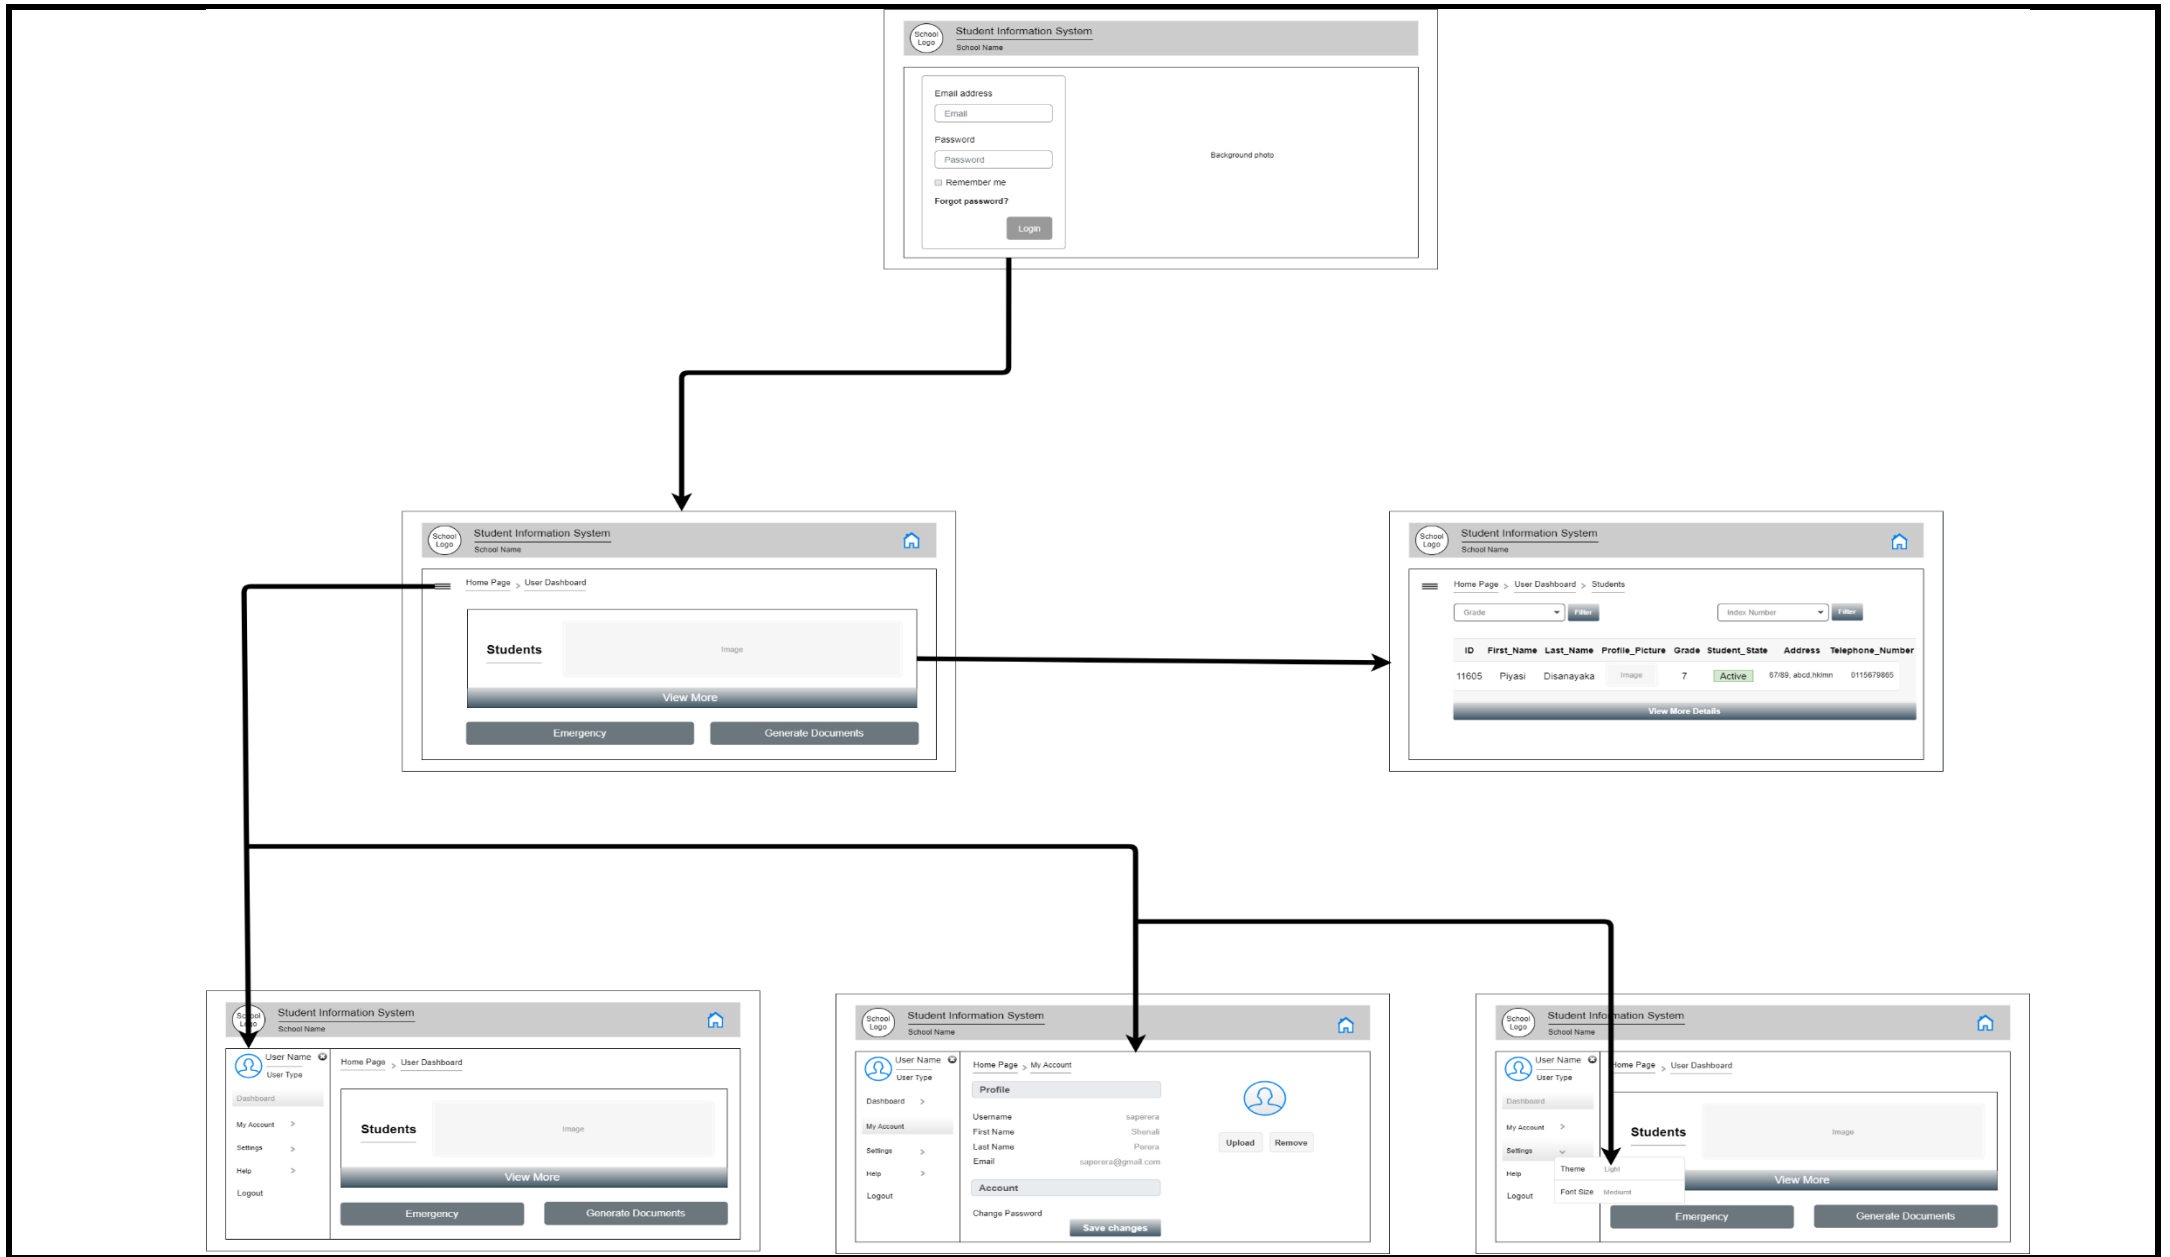 School
Logo
Student Information System
School Name
Email address
Email
Password
Password
Remember me
Forgot password?
Login
Background photo
School
Logo
Student Information System
School Name
Home Page > User Dashboard
Students
Image
View More
Emergency
Generate Documents
School
Logo
Student Information System
School Name
Home Page > User Dashboard > Students
Grade
Filter
Index Number
Filter
ID First_Name Last_Name Profile_Picture Grade Student_State Address Telephone_Number
11605 Piyasi Disanayaka Image 7 Active 67/89, abcd,hklmn 0115679865
View More Details
School
Logo
Student Information System
School Name
User Name
User Type
Dashboard
My Account >
Settings >
Help >
Logout
Home Page > User Dashboard
Students
Image
View More
Emergency
Generate Documents
School
Logo
Student Information System
School Name
User Name
User Type
Dashboard >
My Account
Settings >
Help >
Logout
Home Page > My Account
Profile
Username saperera
First Name Shenali
Last Name Perera
Email saperera@gmail.com
Account
Change Password
Save changes
Upload
Remove
School
Logo
Student Information System
School Name
User Name
User Type
Dashboard
My Account >
Settings
Help
Logout
Theme Light
Font Size Mediumt
Home Page > User Dashboard
Students
Image
View More
Emergency
Generate Documents